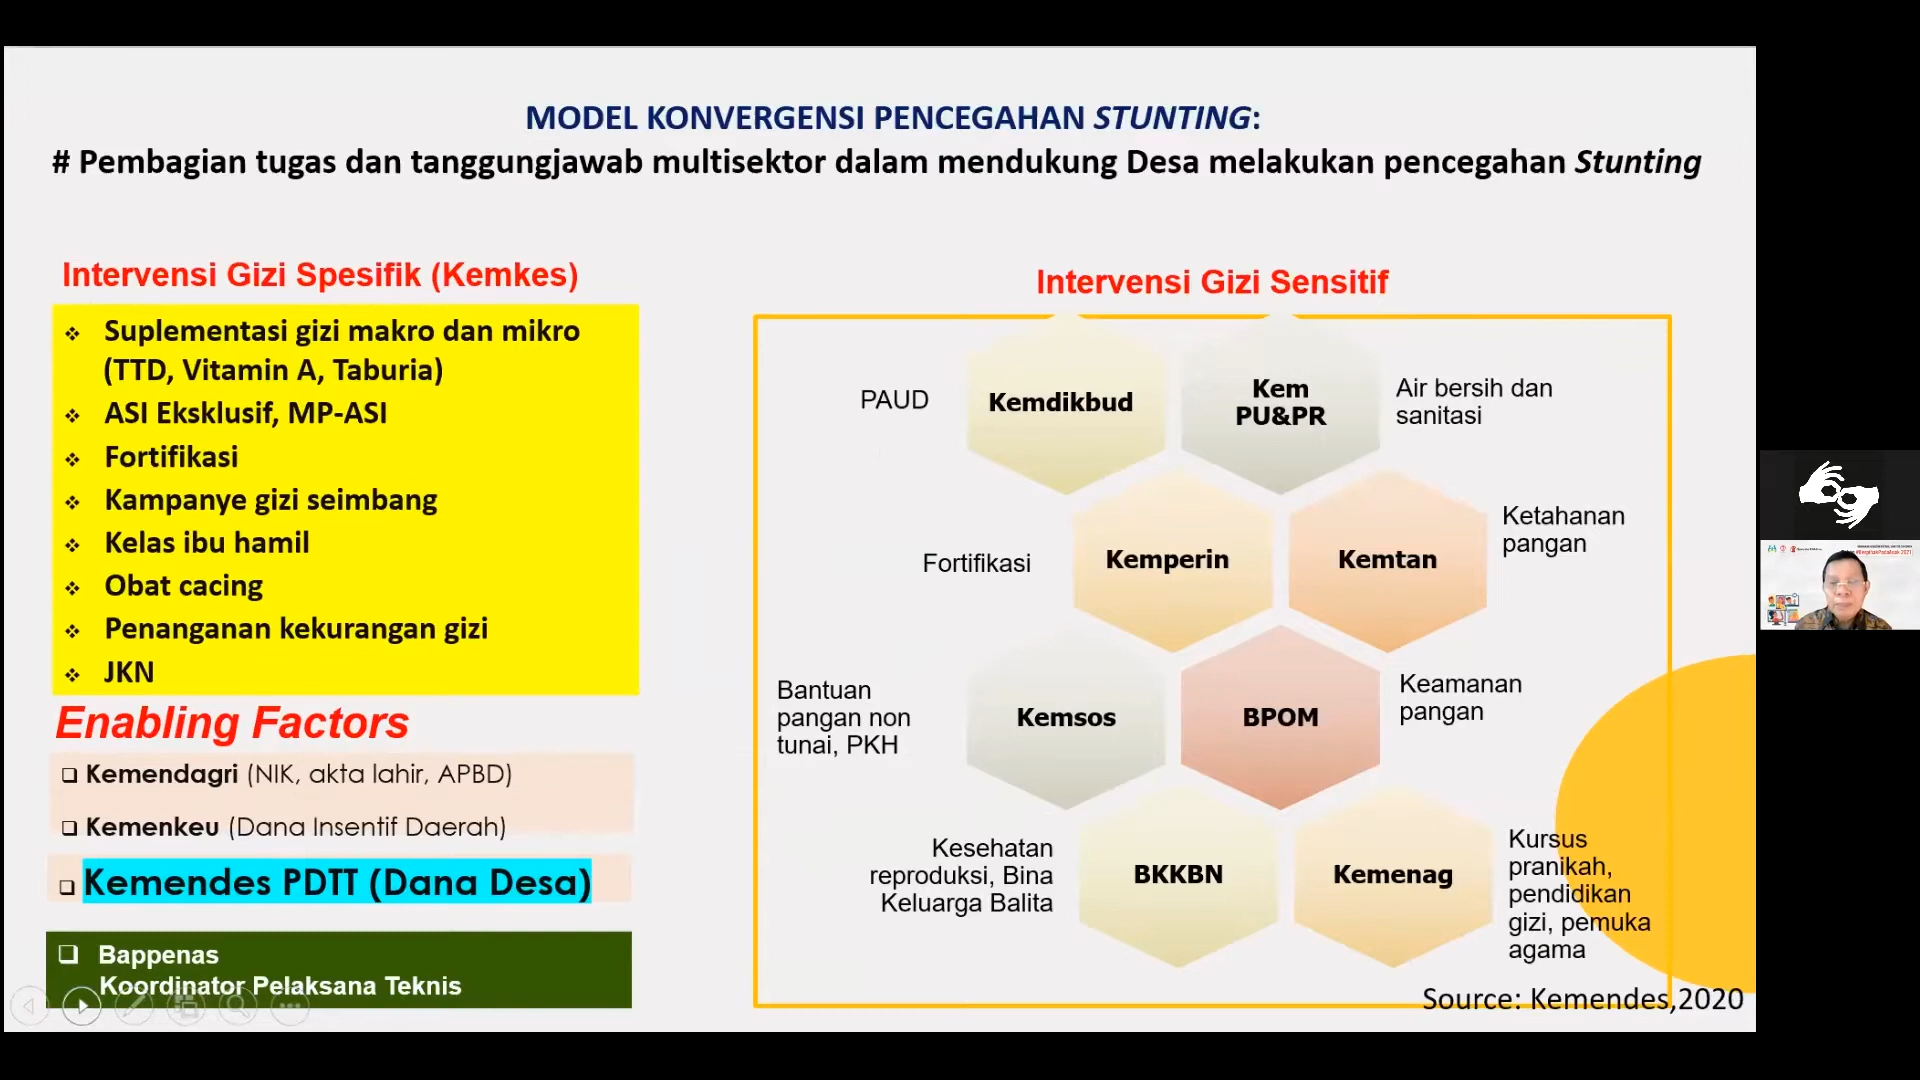 MODEL KONVERGENSI PENCEGAHAN STUNTING:
# Pembagian tugas dan tanggungjawab multisektor dalam mendukung Desa melakukan pencegahan Stunting
Intervensi Gizi Spesifik (Kemkes)
❖ Suplementasi gizi makro dan mikro
(TTD, Vitamin A, Taburia)
❖ ASI Eksklusif, MP-ASI
❖ Fortifikasi
❖ Kampanye gizi seimbang
❖ Kelas ibu hamil
❖ Obat cacing
❖ Penanganan kekurangan gizi
❖ JKN
Enabling Factors
❑ Kemendagri (NIK, akta lahir, APBD)
❑ Kemenkeu (Dana Insentif Daerah)
❑ Kemendes PDTT (Dana Desa)
❑ Bappenas
Koordinator Pelaksana Teknis
Intervensi Gizi Sensitif
PAUD
Kemdikbud
Kem
PU&PR
Air bersih dan
sanitasi
Fortifikasi
Kemperin
Kemtan
Ketahanan
pangan
Bantuan
pangan non
tunai, PKH
Kemsos
BPOM
Keamanan
pangan
Kesehatan
reproduksi, Bina
Keluarga Balita
BKKBN
Kemenag
Kursus
pranikah,
pendidikan
gizi, pemuka
agama
Source: Kemendes,2020